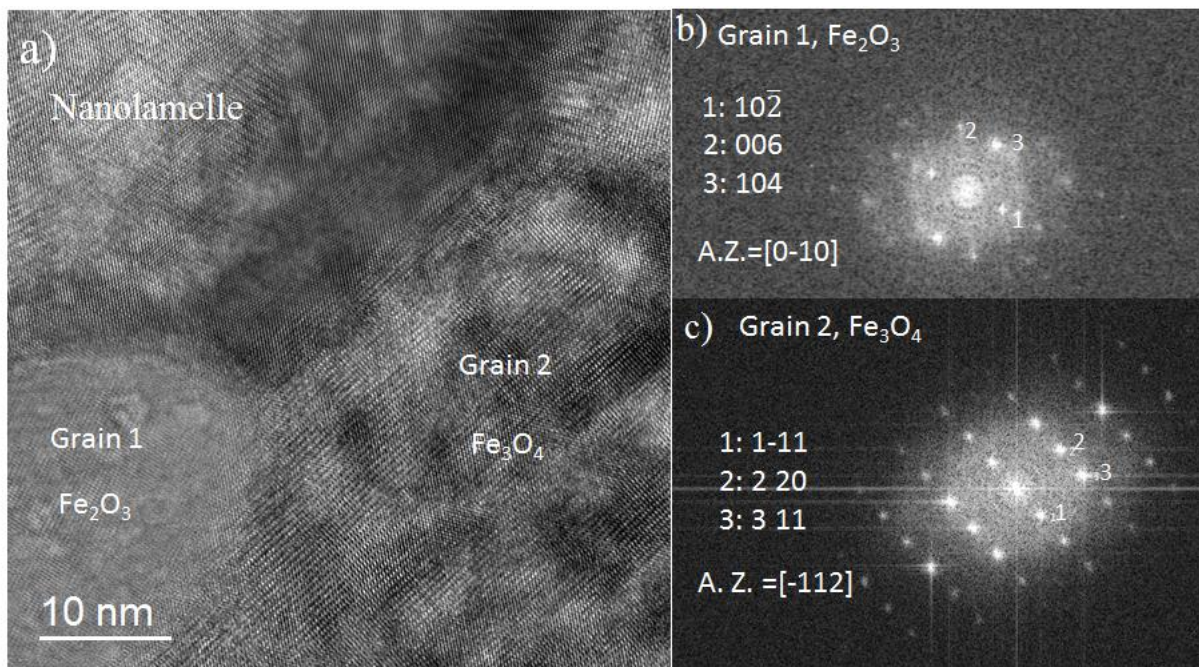 a)
Nanolamelle
Grain 1
Fe₂O₃
Grain 2
Fe₃O₄
10 nm
b) Grain 1, Fe₂O₃
1: 102̅
2: 006
3: 104
A.Z.=[0-10]
2
3
1
c) Grain 2, Fe₃O₄
1: 1-11
2: 2 20
3: 3 11
A. Z. =[-112]
2
3
1